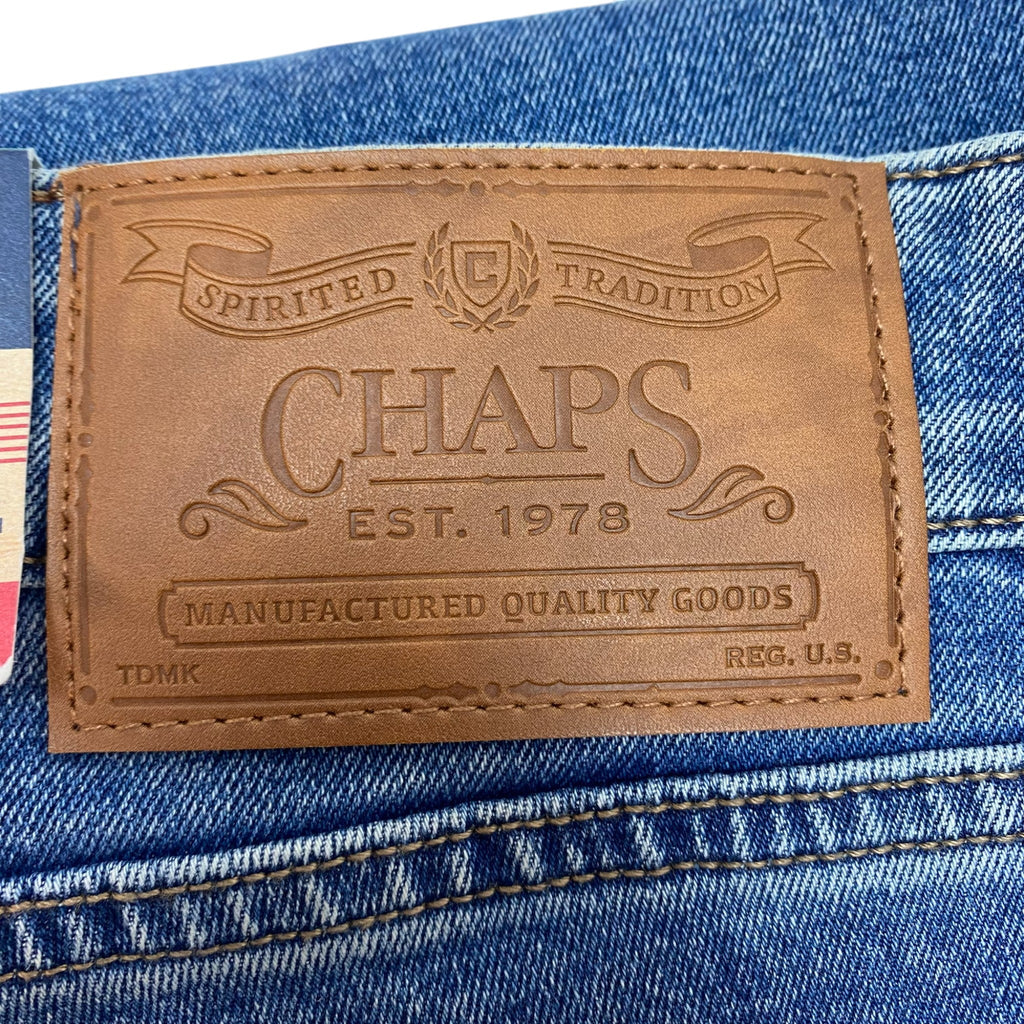 SPIRITED C TRADITION
CHAPS
EST. 1978
MANUFACTURED QUALITY GOODS
TDMK REG. U.S.